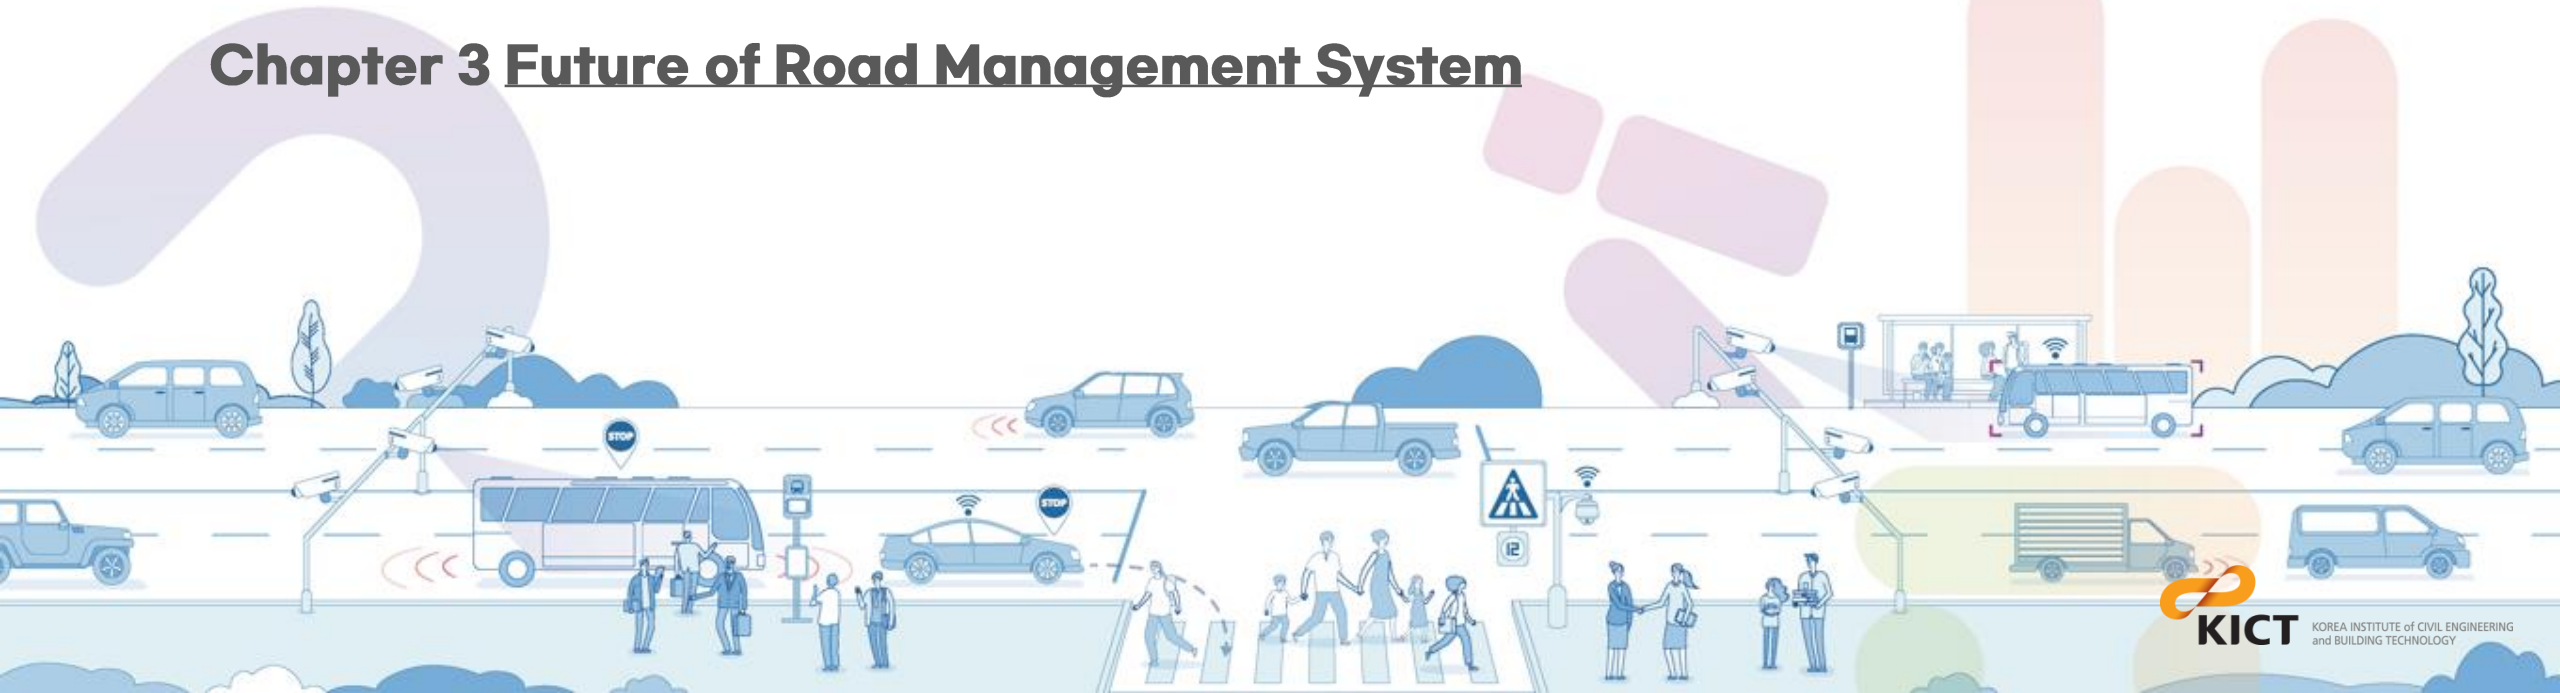 Chapter 3 Future of Road Management System
STOP
STOP
12
KICT
KOREA INSTITUTE of CIVIL ENGINEERING
and BUILDING TECHNOLOGY